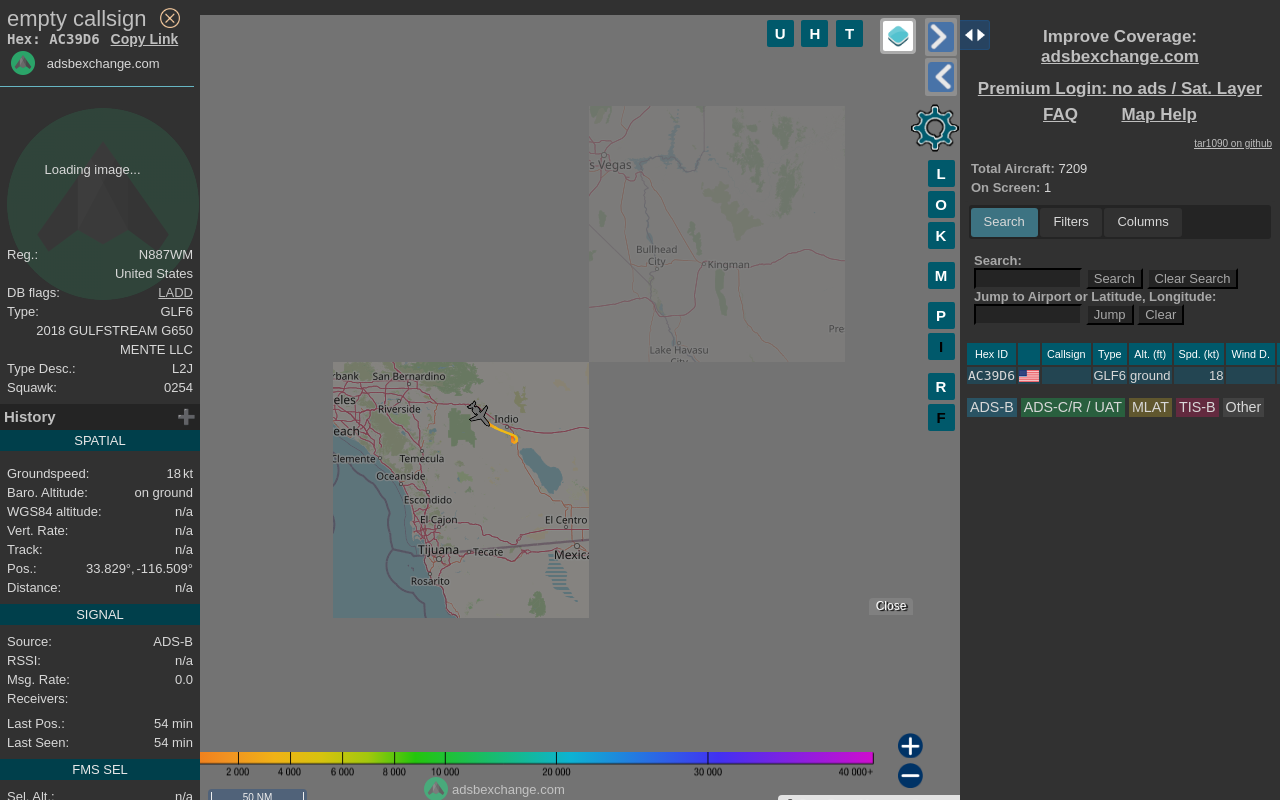 empty callsign
Hex: AC39D6 Copy Link
adsbexchange.com
Loading image...
Reg.: N887WM
United States
DB flags: LADD
Type: GLF6
2018 GULFSTREAM G650
MENTE LLC
Type Desc.: L2J
Squawk: 0254
History
SPATIAL
Groundspeed: 18 kt
Baro. Altitude: on ground
WGS84 altitude: n/a
Vert. Rate: n/a
Track: n/a
Pos.: 33.829°, -116.509°
Distance: n/a
SIGNAL
Source: ADS-B
RSSI: n/a
Msg. Rate: 0.0
Receivers:
Last Pos.: 54 min
Last Seen: 54 min
FMS SEL
Sel. Alt.: n/a
U H T
L
O
K
M
P
I
R
F
s Vegas
Bullhead
City
Kingman
Pre
Lake Havasu
City
rbank San Bernardino
eles
Riverside
Indio
each
Clemente Temecula
Oceanside
Escondido
El Cajon
El Centro
Tijuana Tecate Mexica
Rosarito
Close
2 000 4 000 6 000 8 000 10 000 20 000 30 000 40 000+
adsbexchange.com
50 NM
Improve Coverage:
adsbexchange.com
Premium Login: no ads / Sat. Layer
FAQ Map Help
tar1090 on github
Total Aircraft: 7209
On Screen: 1
Search Filters Columns
Search:
Search Clear Search
Jump to Airport or Latitude, Longitude:
Jump Clear
Hex ID Callsign Type Alt. (ft) Spd. (kt) Wind D.
AC39D6 GLF6 ground 18
ADS-B ADS-C/R / UAT MLAT TIS-B Other